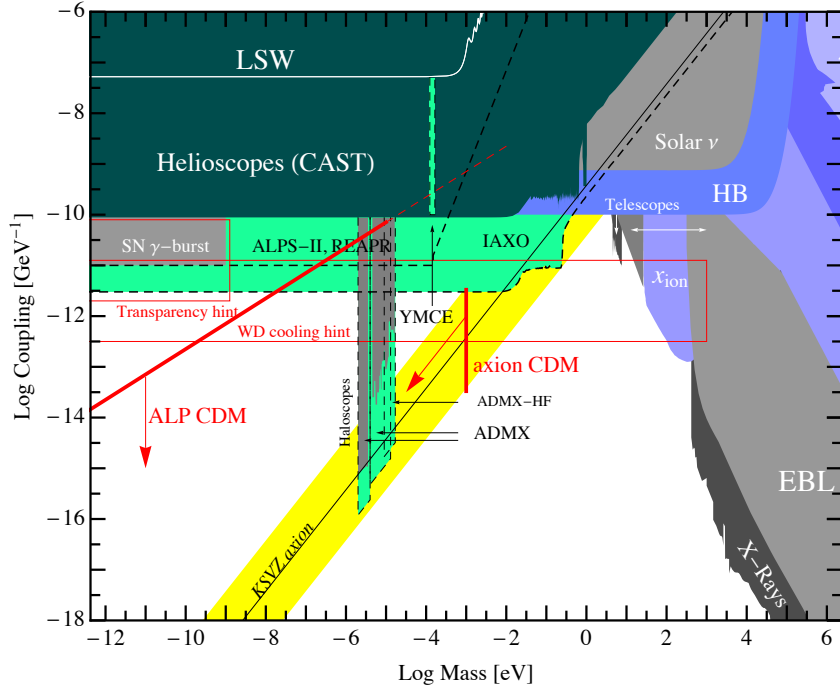 LSW
Helioscopes (CAST)
Solar ν
HB
Telescopes
SN γ−burst
ALPS−II, REAPR
IAXO
x_ion
Transparency hint
YMCE
WD cooling hint
axion CDM
ALP CDM
Haloscopes
ADMX−HF
ADMX
EBL
KSVZ axion
X−Rays
Log Coupling [GeV⁻¹]
−6
−8
−10
−12
−14
−16
−18
−12
−10
−8
−6
−4
−2
0
2
4
6
Log Mass [eV]